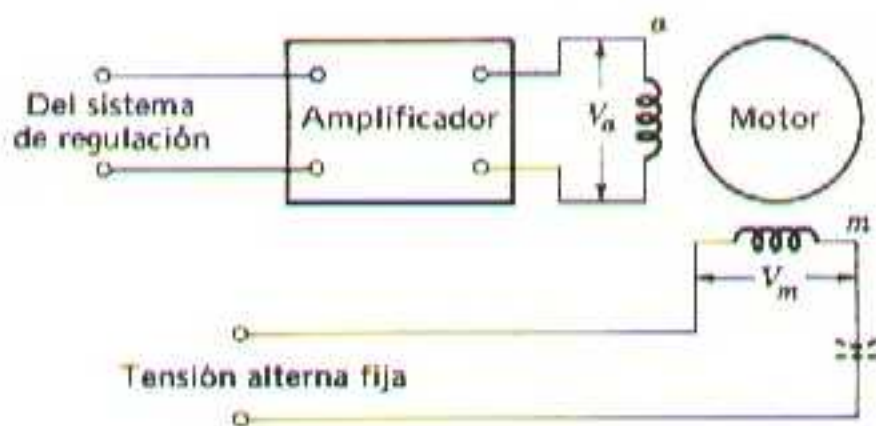 a
Del sistema
de regulación
Amplificador
Va
Motor
m
Vm
Tensión alterna fija